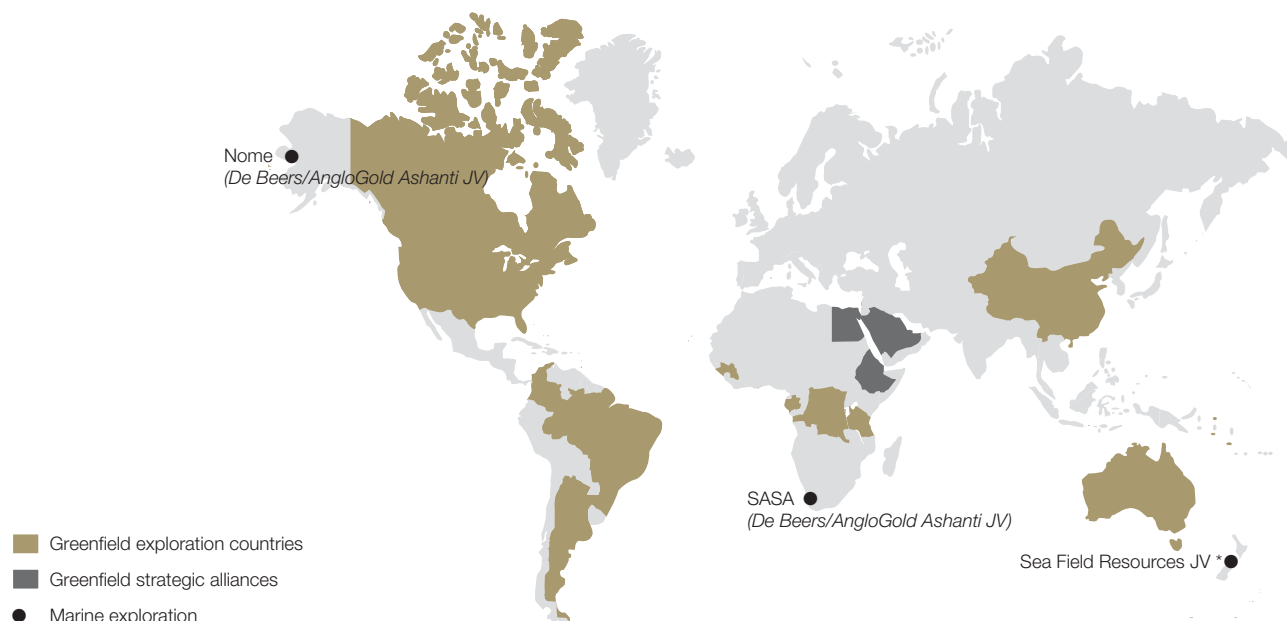 Nome
(De Beers/AngloGold Ashanti JV)
SASA
(De Beers/AngloGold Ashanti JV)
Sea Field Resources JV *
Greenfield exploration countries
Greenfield strategic alliances
Marine exploration